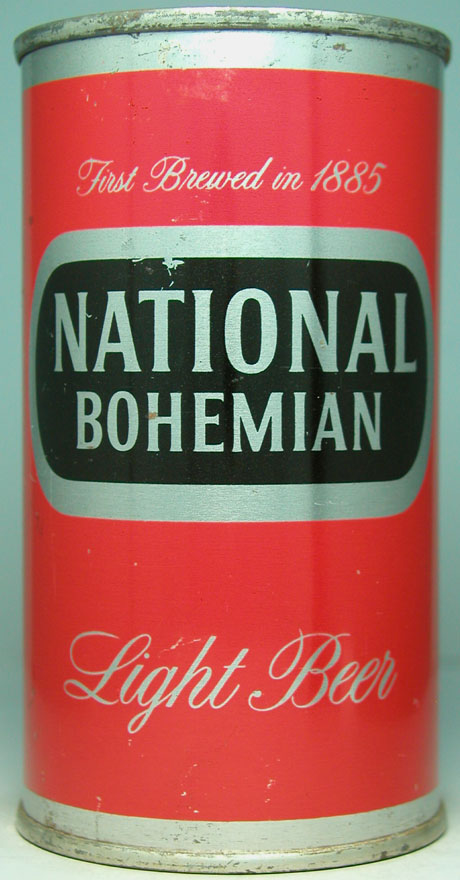 First Brewed in 1885
NATIONAL
BOHEMIAN
Light Beer